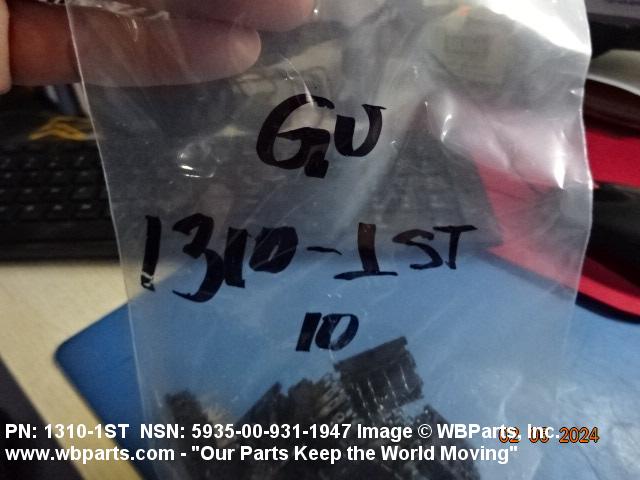 GU
1310-1ST
10
PN: 1310-1ST NSN: 5935-00-931-1947 Image © WBParts, Inc.
02 03 2024
www.wbparts.com - "Our Parts Keep the World Moving"